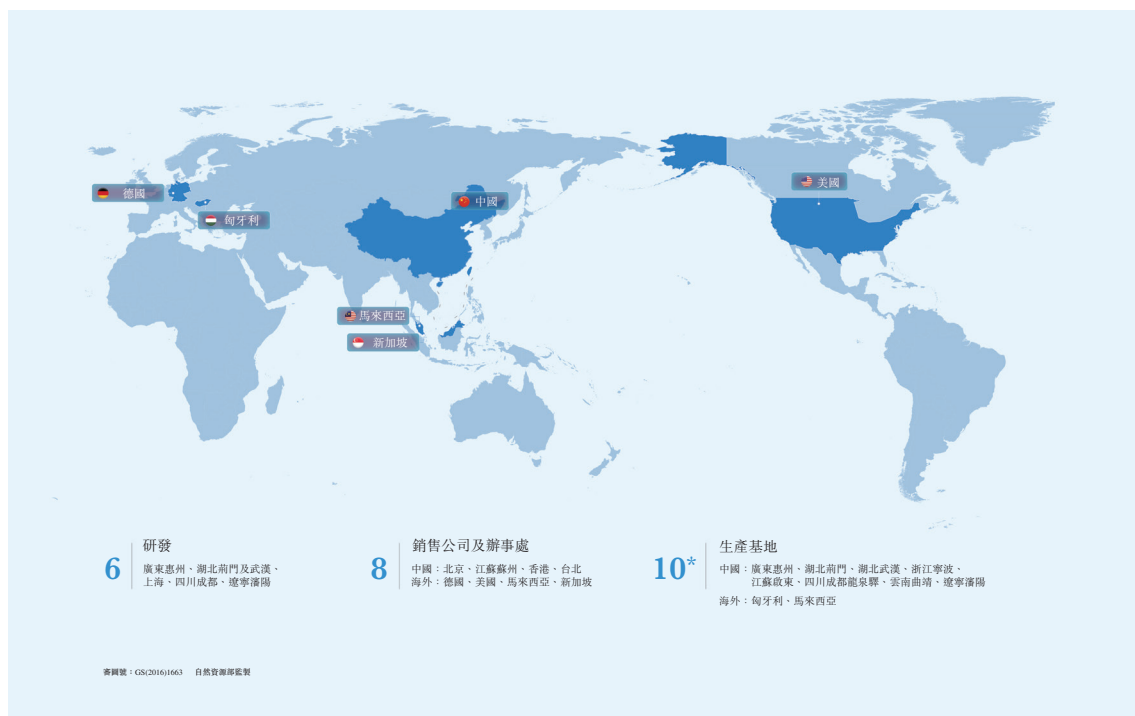 德國
匈牙利
中國
美國
馬來西亞
新加坡
6
研發
廣東惠州、湖北荊門及武漢、
上海、四川成都、遼寧瀋陽
8
銷售公司及辦事處
中國：北京、江蘇蘇州、香港、台北
海外：德國、美國、馬來西亞、新加坡
10*
生產基地
中國：廣東惠州、湖北荊門、湖北武漢、浙江寧波、
江蘇啟東、四川成都龍泉驛、雲南曲靖、遼寧瀋陽
海外：匈牙利、馬來西亞
審圖號：GS(2016)1663 自然資源部監製